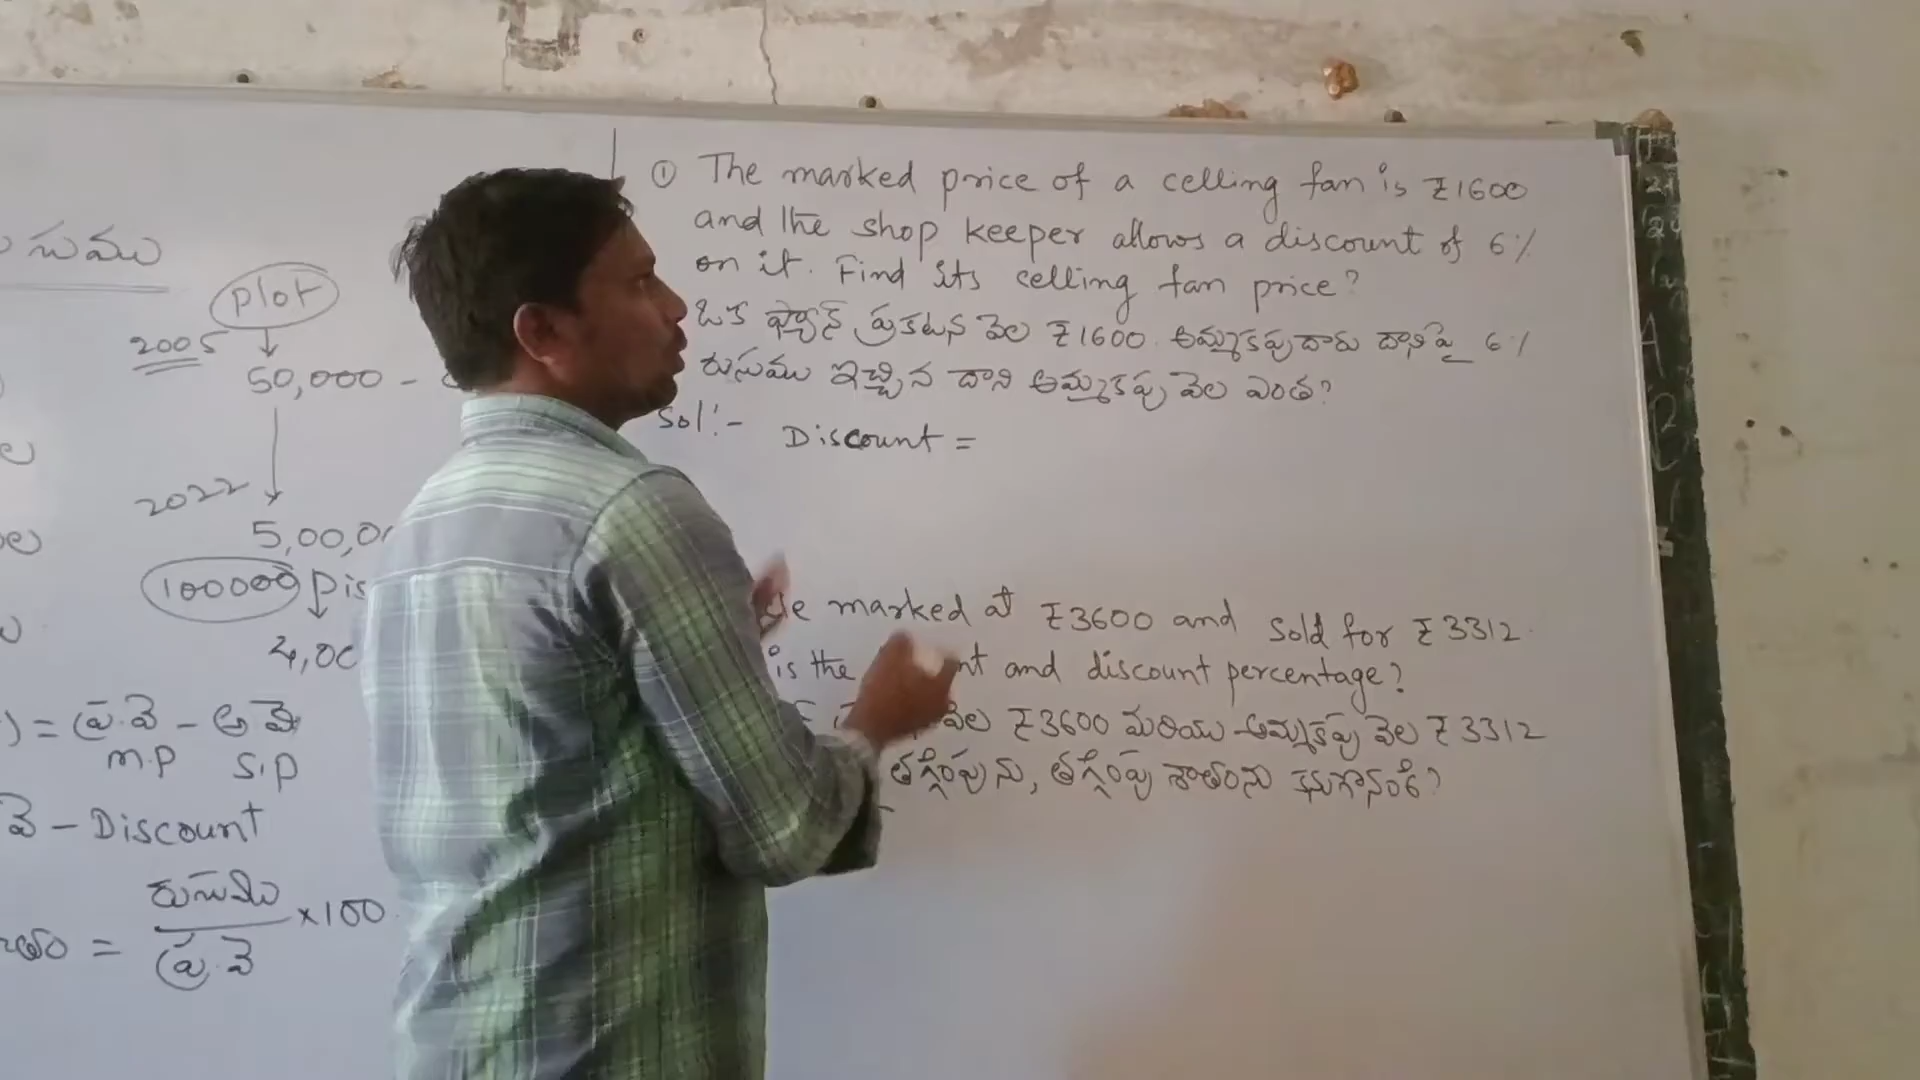 సుము
plot
2005
50,000 -
2022
5,00,00
100000 Dis
4,00
) = ప్ర.వె - అ వె
m.p S.p
వె - Discount
రుసుము
= × 100
ప్ర.వె
① The marked price of a celling fan is ₹1600
and the shop keeper allows a discount of 6%
on it. Find its celling fan price?
ఒక ఫ్యాన్ ప్రకటన వెల ₹1600. అమ్మకపుదారు దానిపై 6%
రుసుము ఇచ్చిన దాని అమ్మకపు వెల ఎంత?
Sol:- Discount =
marked at ₹3600 and sold for ₹3312.
is the nt and discount percentage?
వెల ₹3600 మరియు అమ్మకపు వెల ₹3312
తగ్గింపును, తగ్గింపు శాతంను కనుగొనండి?